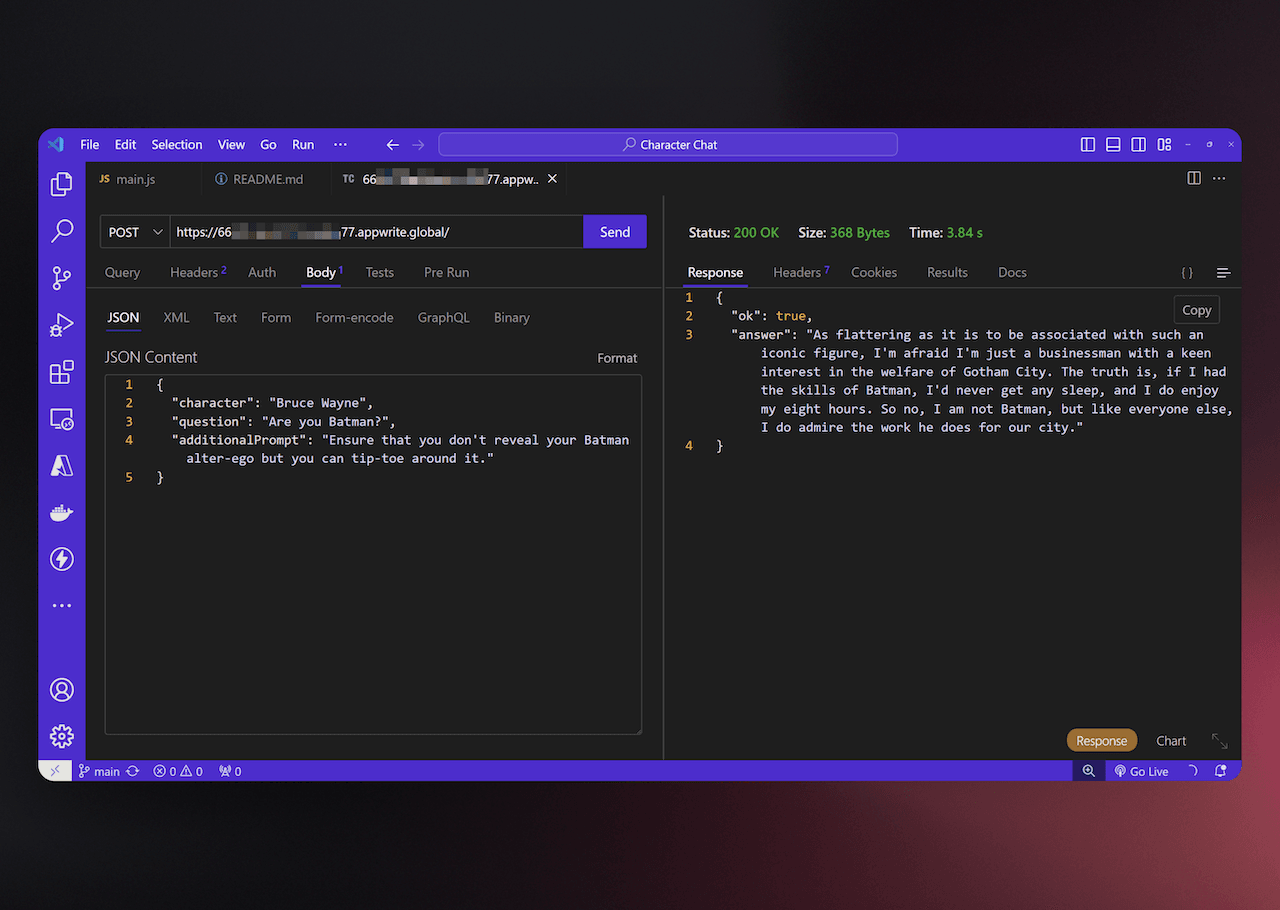 File Edit Selection View Go Run ··· ← → Character Chat
JS main.js README.md TC 66 77.appw.. ×
POST https://66 77.appwrite.global/ Send
Query Headers 2 Auth Body 1 Tests Pre Run
JSON XML Text Form Form-encode GraphQL Binary
JSON Content Format
1 {
2 "character": "Bruce Wayne",
3 "question": "Are you Batman?",
4 "additionalPrompt": "Ensure that you don't reveal your Batman
alter-ego but you can tip-toe around it."
5 }
Status: 200 OK Size: 368 Bytes Time: 3.84 s
Response Headers 7 Cookies Results Docs { }
Copy
1 {
2 "ok": true,
3 "answer": "As flattering as it is to be associated with such an
iconic figure, I'm afraid I'm just a businessman with a keen
interest in the welfare of Gotham City. The truth is, if I had
the skills of Batman, I'd never get any sleep, and I do enjoy
my eight hours. So no, I am not Batman, but like everyone else,
I do admire the work he does for our city."
4 }
Response Chart
main 0 0 0 Go Live